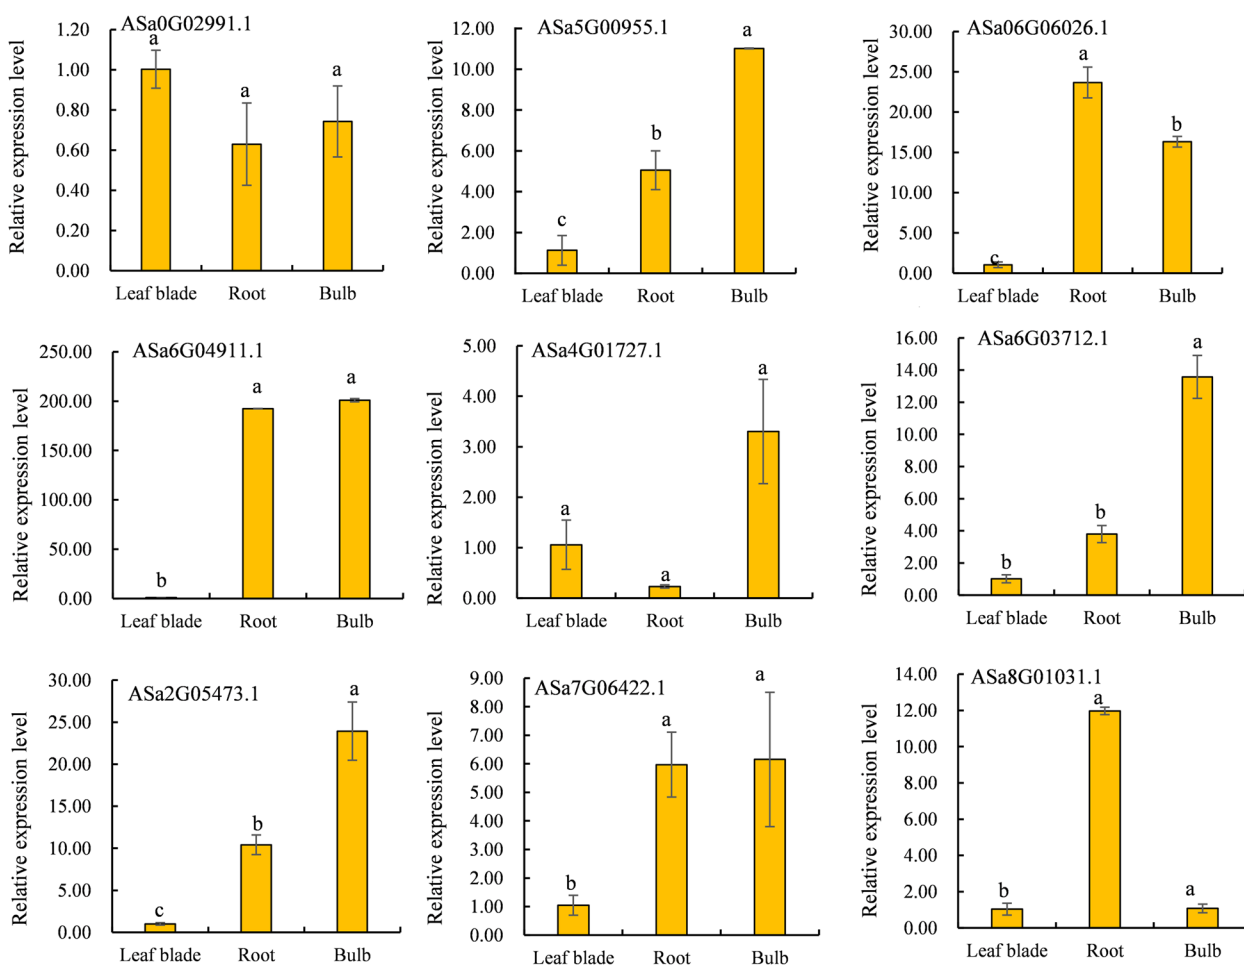 ASa0G02991.1
Relative expression level
1.20
1.00
0.80
0.60
0.40
0.20
0.00
a
a
a
Leaf blade Root Bulb
ASa5G00955.1
Relative expression level
12.00
10.00
8.00
6.00
4.00
2.00
0.00
c
b
a
Leaf blade Root Bulb
ASa06G06026.1
Relative expression level
30.00
25.00
20.00
15.00
10.00
5.00
0.00
c
a
b
Leaf blade Root Bulb
ASa6G04911.1
Relative expression level
250.00
200.00
150.00
100.00
50.00
0.00
b
a
a
Leaf blade Root Bulb
ASa4G01727.1
Relative expression level
5.00
4.00
3.00
2.00
1.00
0.00
a
a
a
Leaf blade Root Bulb
ASa6G03712.1
Relative expression level
16.00
14.00
12.00
10.00
8.00
6.00
4.00
2.00
0.00
b
b
a
Leaf blade Root Bulb
ASa2G05473.1
Relative expression level
30.00
25.00
20.00
15.00
10.00
5.00
0.00
c
b
a
Leaf blade Root Bulb
ASa7G06422.1
Relative expression level
9.00
8.00
7.00
6.00
5.00
4.00
3.00
2.00
1.00
0.00
b
a
a
Leaf blade Root Bulb
ASa8G01031.1
Relative expression level
14.00
12.00
10.00
8.00
6.00
4.00
2.00
0.00
b
a
a
Leaf blade Root Bulb